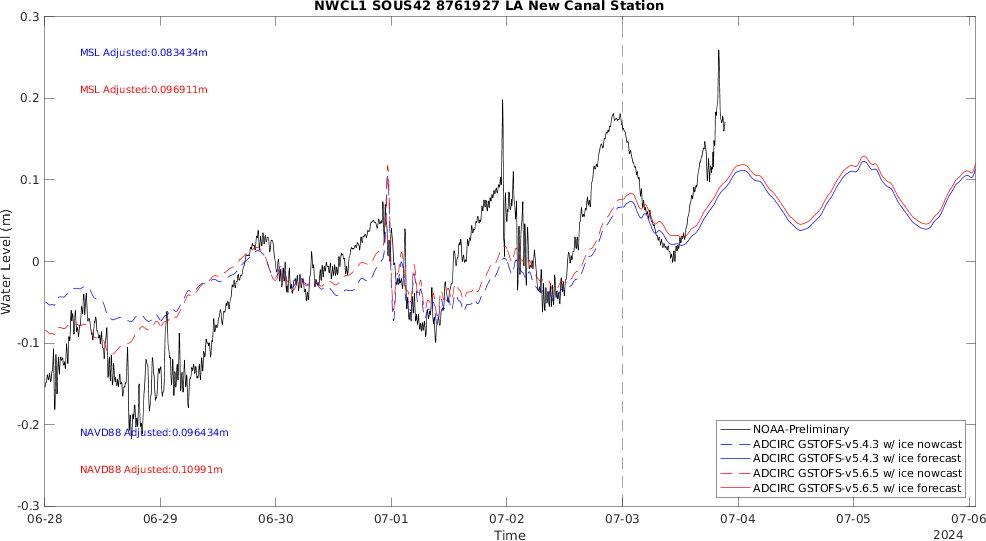 NWCL1 SOUS42 8761927 LA New Canal Station
0.3
0.2
0.1
0
-0.1
-0.2
-0.3
Water Level (m)
MSL Adjusted:0.083434m
MSL Adjusted:0.096911m
NAVD88 Adjusted:0.096434m
NAVD88 Adjusted:0.10991m
NOAA-Preliminary
ADCIRC GSTOFS-v5.4.3 w/ ice nowcast
ADCIRC GSTOFS-v5.4.3 w/ ice forecast
ADCIRC GSTOFS-v5.6.5 w/ ice nowcast
ADCIRC GSTOFS-v5.6.5 w/ ice forecast
06-28 06-29 06-30 07-01 07-02 07-03 07-04 07-05 07-06
Time
2024